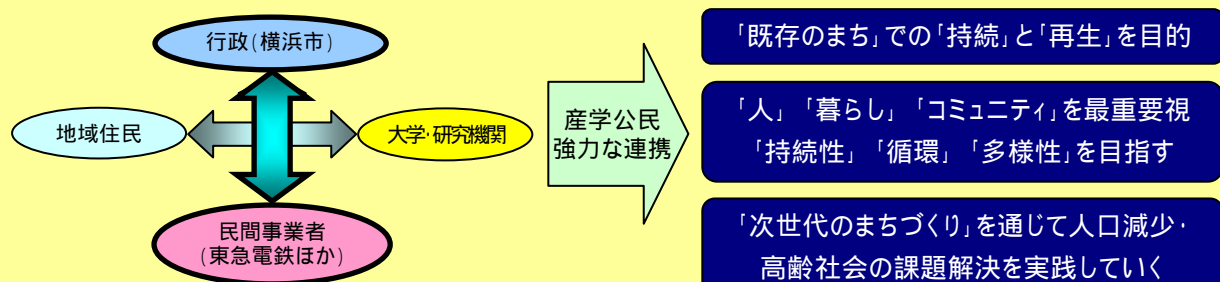 行政(横浜市)
地域住民
大学・研究機関
民間事業者
(東急電鉄ほか)
産学公民
強力な連携
「既存のまち」での「持続」と「再生」を目的
「人」「暮らし」「コミュニティ」を最重要視
「持続性」「循環」「多様性」を目指す
「次世代のまちづくり」を通じて人口減少・
高齢社会の課題解決を実践していく